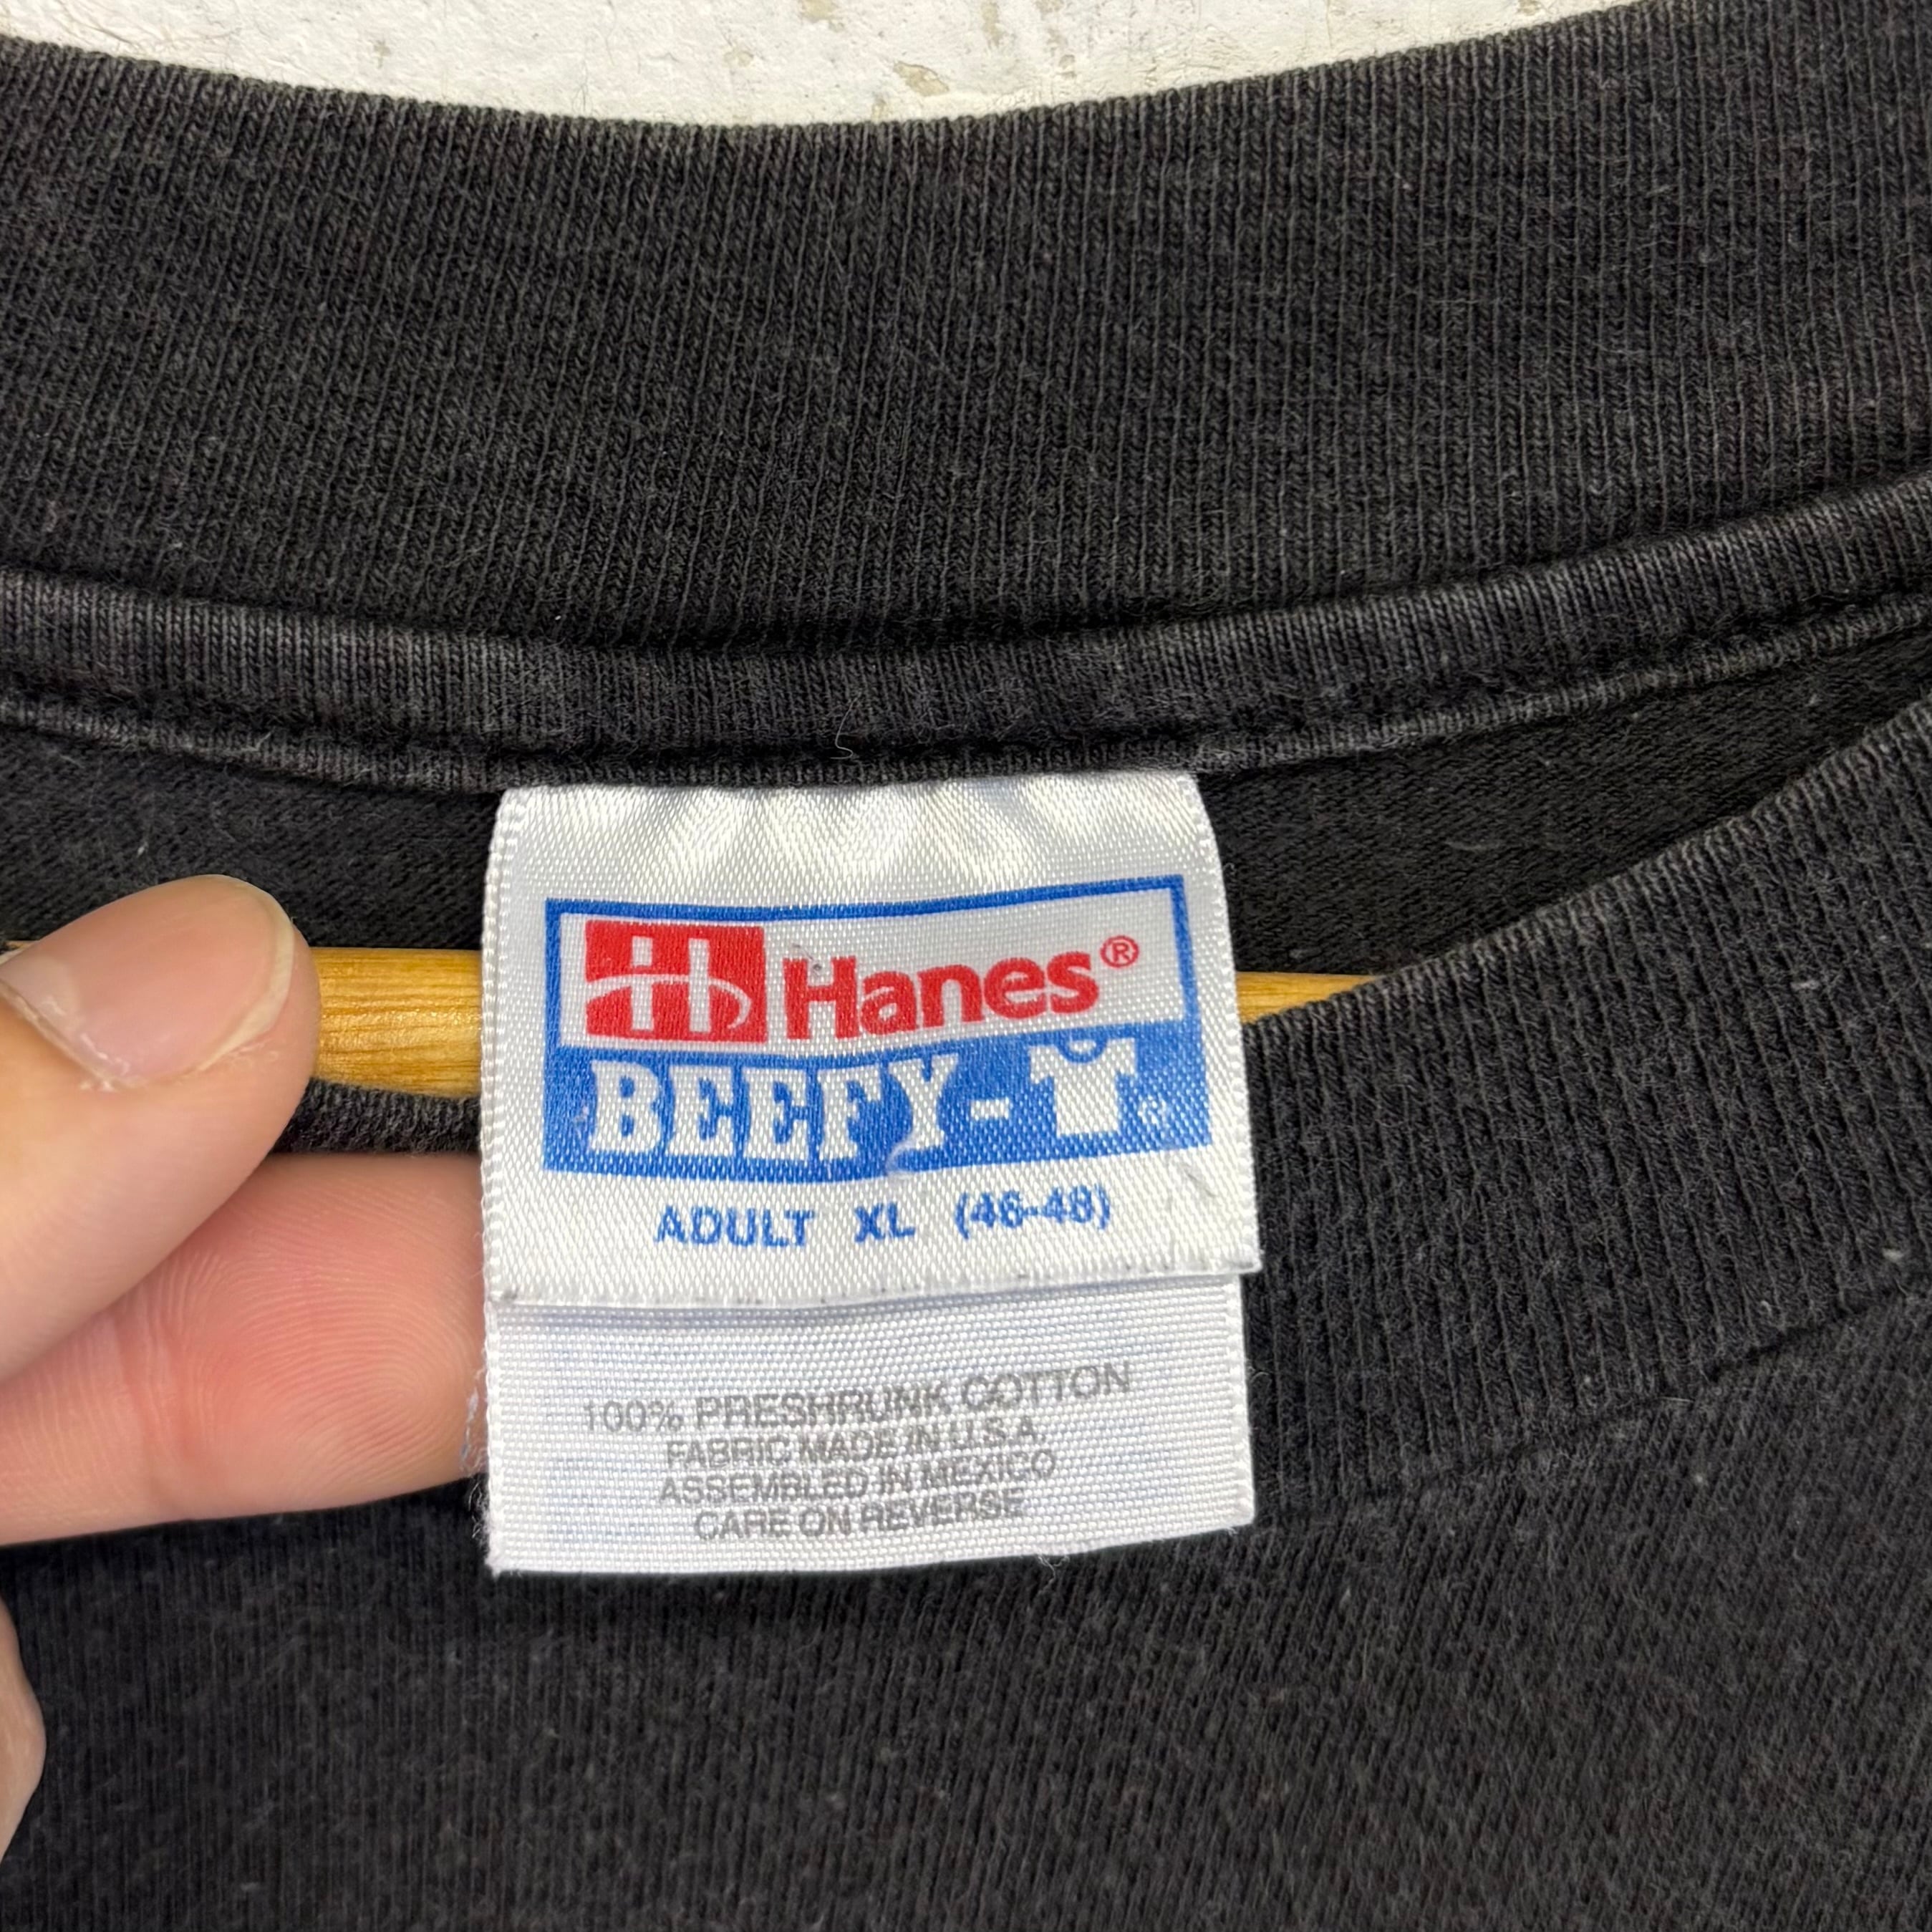 H Hanes®
BEEFY-T®
ADULT XL (46-48)
100% PRESHRUNK COTTON
FABRIC MADE IN U.S.A.
ASSEMBLED IN MEXICO
CARE ON REVERSE